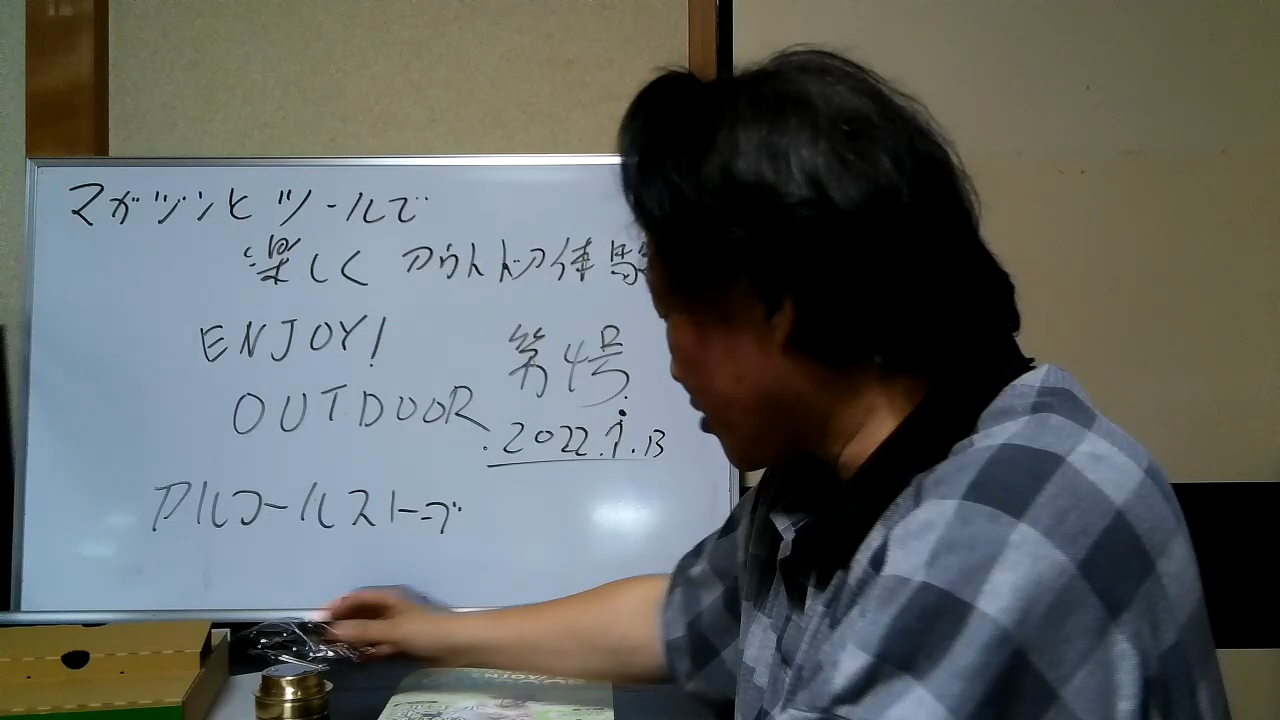 マガジンとツールで
楽しくアウトドア体験
ENJOY!
第4号
OUTDOOR
2022.9.13
アルコールストーブ